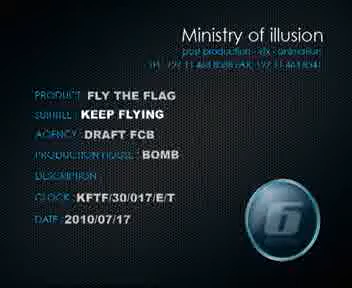 Ministry of illusion
post production - vfx - animation
PRODUCT: FLY THE FLAG
SUBTITLE : KEEP FLYING
AGENCY : DRAFT FCB
PRODUCTION HOUSE : BOMB
DESCRIPTION
CLOCK : KFTF/30/017/E/T
DATE : 2010/07/17
6